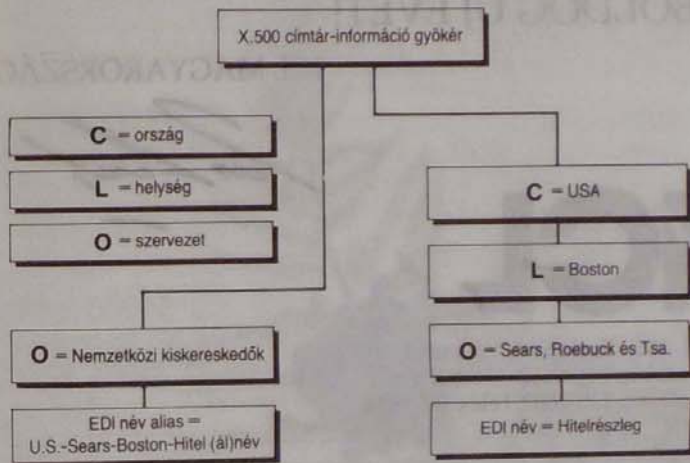 X.500 címtár-információ gyökér
C = ország
L = helység
O = szervezet
C = USA
L = Boston
O = Nemzetközi kiskereskedők
O = Sears, Roebuck és Tsa.
EDI név alias =
U.S.-Sears-Boston-Hitel (ál)név
EDI név = Hitelrészleg